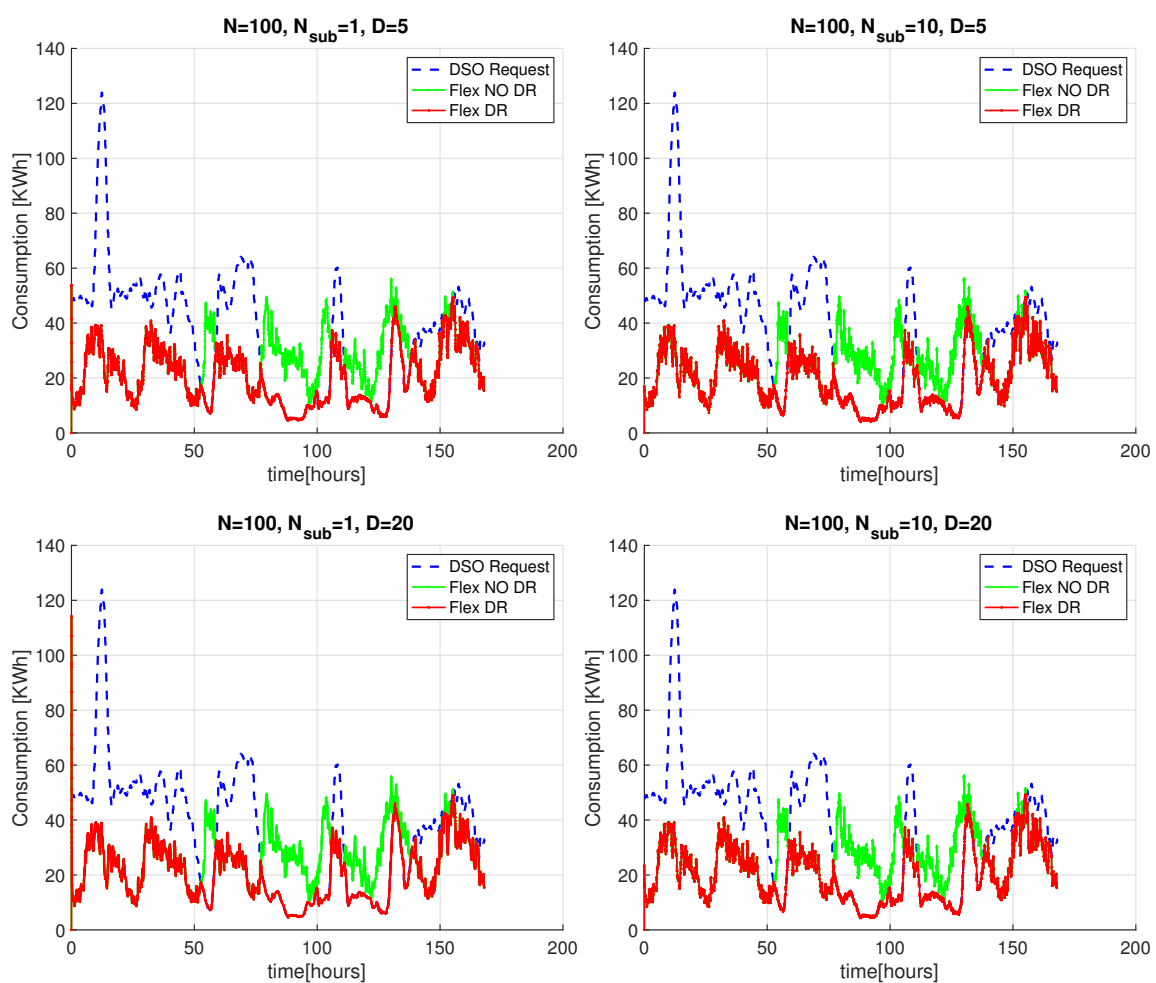 N=100, N_sub=1, D=5
140
120
100
80
60
40
20
0
Consumption [KWh]
DSO Request
Flex NO DR
Flex DR
0 50 100 150 200
time[hours]
N=100, N_sub=10, D=5
140
120
100
80
60
40
20
0
Consumption [KWh]
DSO Request
Flex NO DR
Flex DR
0 50 100 150 200
time[hours]
N=100, N_sub=1, D=20
140
120
100
80
60
40
20
0
Consumption [KWh]
DSO Request
Flex NO DR
Flex DR
0 50 100 150 200
time[hours]
N=100, N_sub=10, D=20
140
120
100
80
60
40
20
0
Consumption [KWh]
DSO Request
Flex NO DR
Flex DR
0 50 100 150 200
time[hours]